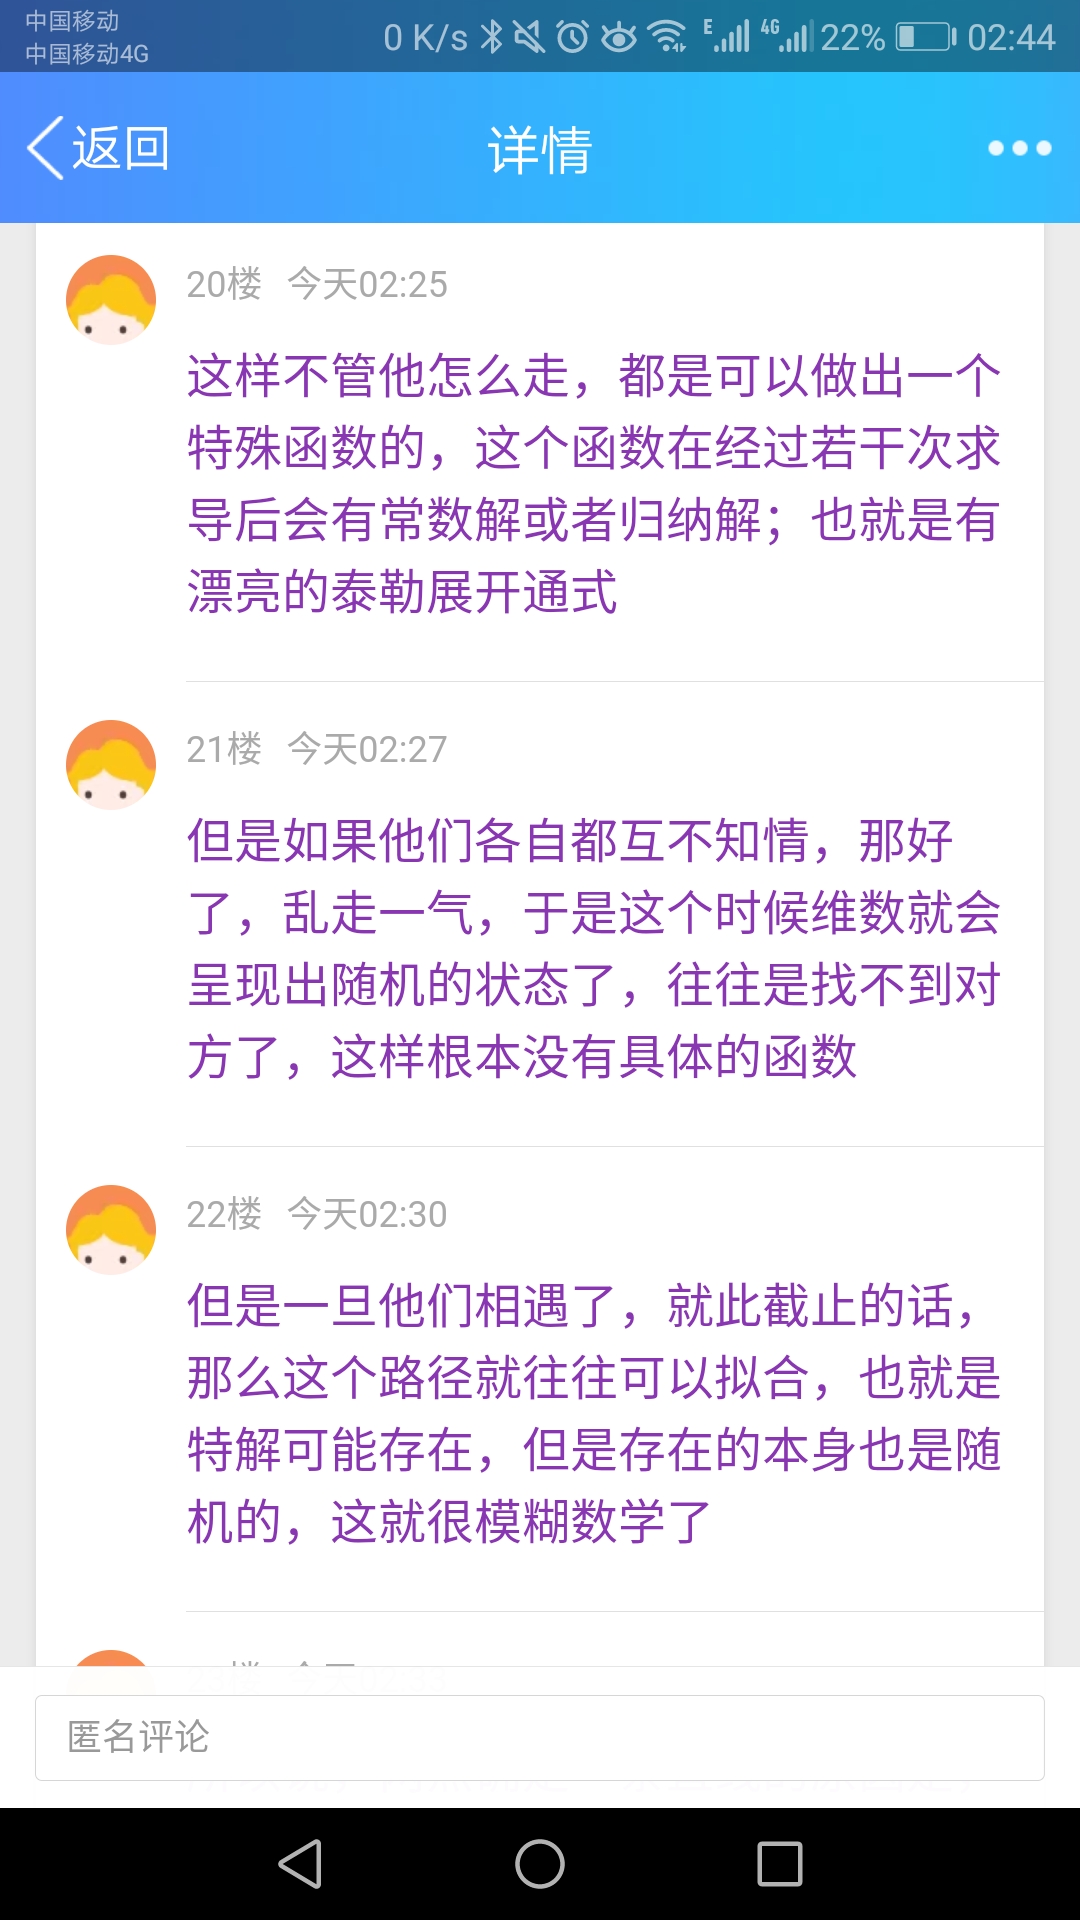 中国移动
中国移动4G
0 K/s
E
4G
22%
02:44
返回
详情
20楼 今天02:25
这样不管他怎么走，都是可以做出一个
特殊函数的，这个函数在经过若干次求
导后会有常数解或者归纳解；也就是有
漂亮的泰勒展开通式
21楼 今天02:27
但是如果他们各自都互不知情，那好
了，乱走一气，于是这个时候维数就会
呈现出随机的状态了，往往是找不到对
方了，这样根本没有具体的函数
22楼 今天02:30
但是一旦他们相遇了，就此截止的话，
那么这个路径就往往可以拟合，也就是
特解可能存在，但是存在的本身也是随
机的，这就很模糊数学了
23楼 今天02:33
匿名评论